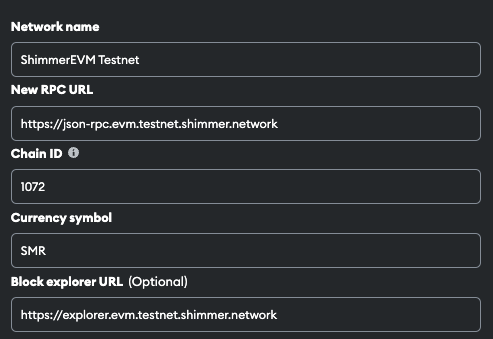 Network name
ShimmerEVM Testnet
New RPC URL
https://json-rpc.evm.testnet.shimmer.network
Chain ID
1072
Currency symbol
SMR
Block explorer URL (Optional)
https://explorer.evm.testnet.shimmer.network